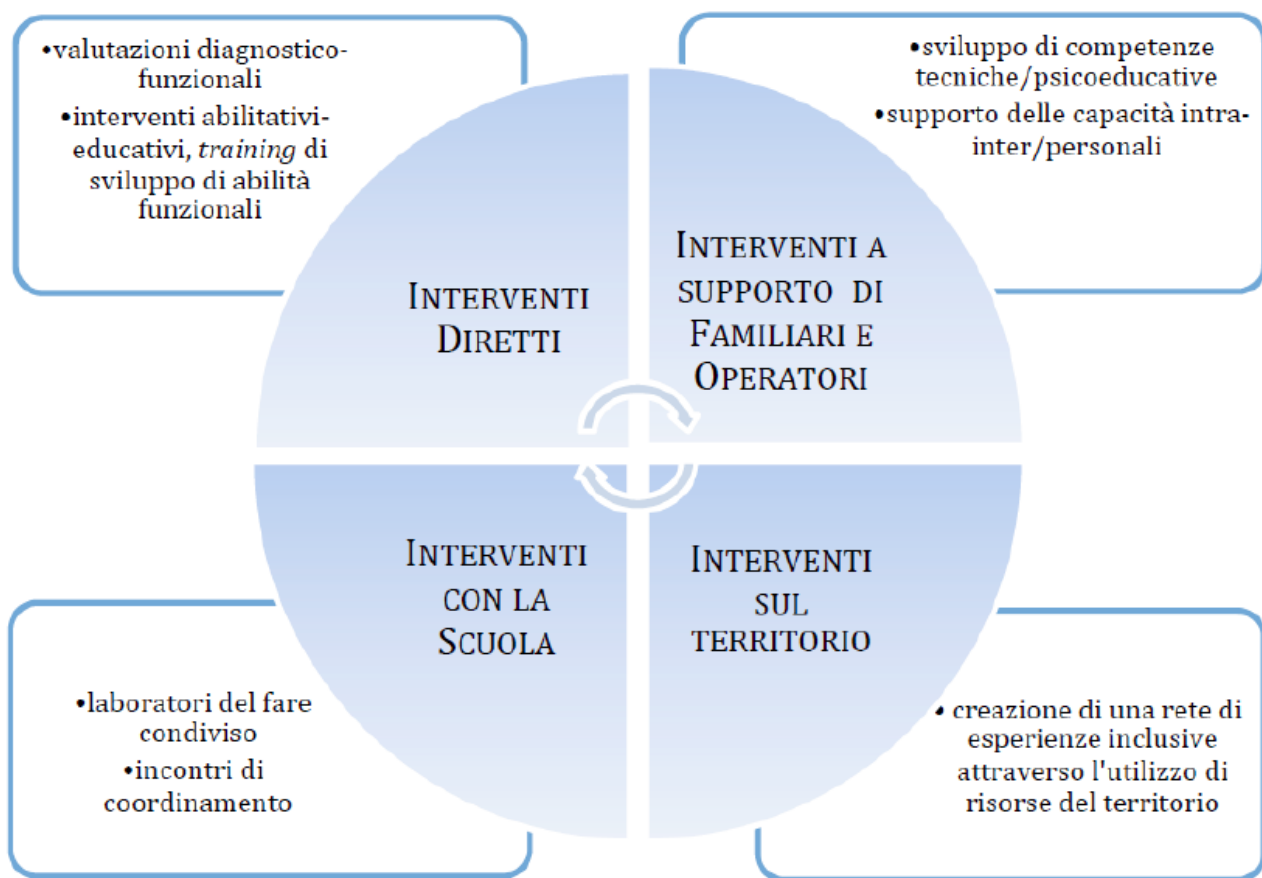 •valutazioni diagnostico-
funzionali
•interventi abilitativi-
educativi, training di
sviluppo di abilità
funzionali
•sviluppo di competenze
tecniche/psicoeducative
•supporto delle capacità intra-
inter/personali
INTERVENTI
DIRETTI
INTERVENTI A
SUPPORTO DI
FAMILIARI E
OPERATORI
INTERVENTI
CON LA
SCUOLA
INTERVENTI
SUL
TERRITORIO
•laboratori del fare
condiviso
•incontri di
coordinamento
• creazione di una rete di
esperienze inclusive
attraverso l'utilizzo di
risorse del territorio